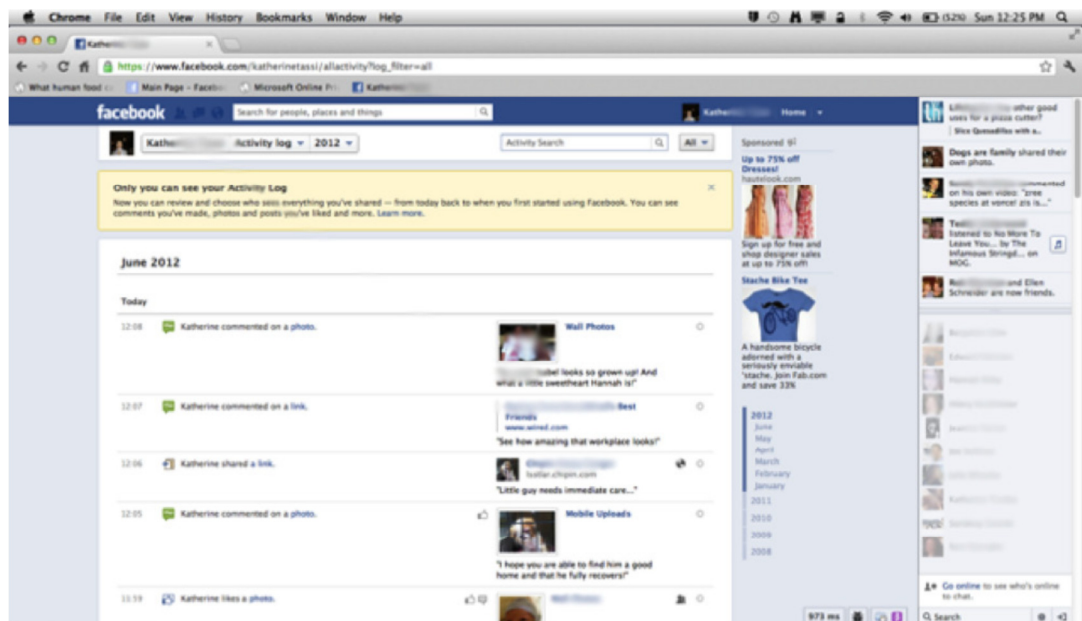 Chrome File Edit View History Bookmarks Window Help
(52%) Sun 12:25 PM
https://www.facebook.com/katherinetassi/allactivity?log_filter=all
What human food
Main Page - Facebo
Microsoft Online Pri
facebook
Search for people, places and things
Home
Activity log
2012
Activity Search
All
Only you can see your Activity Log
Now you can review and choose who sees everything you've shared — from today back to when you first started using Facebook. You can see
comments you've made, photos and posts you've liked and more. Learn more.
June 2012
Today
12:08 Katherine commented on a photo.
Wall Photos
looks so grown up! And
what a little sweetheart Hannah is!"
12:07 Katherine commented on a link.
Best
Friends
www.wired.com
"See how amazing that workplace looks!"
12:06 Katherine shared a link.
"Little guy needs immediate care..."
12:05 Katherine commented on a photo.
Mobile Uploads
"I hope you are able to find him a good
home and that he fully recovers!"
11:59 Katherine likes a photo.
Sponsored
Up to 75% off
Dresses!
hautelook.com
Sign up for free and
shop designer sales
at up to 75% off!
Stache Bike Tee
A handsome bicycle
adorned with a
seriously enviable
'stache. Join Fab.com
and save 33%
2012
June
May
April
March
February
January
2011
2010
2009
2008
other good
uses for a pizza cutter?
Slice Quesadillas with a..
Dogs are family shared their
own photo.
commented
on his own video: "zree
species at vorce! zis is..."
listened to No More To
Leave You... by The
Infamous Stringd... on
MOG.
and Ellen
Schneider are now friends.
Go online to see who's online
to chat.
973 ms
Search